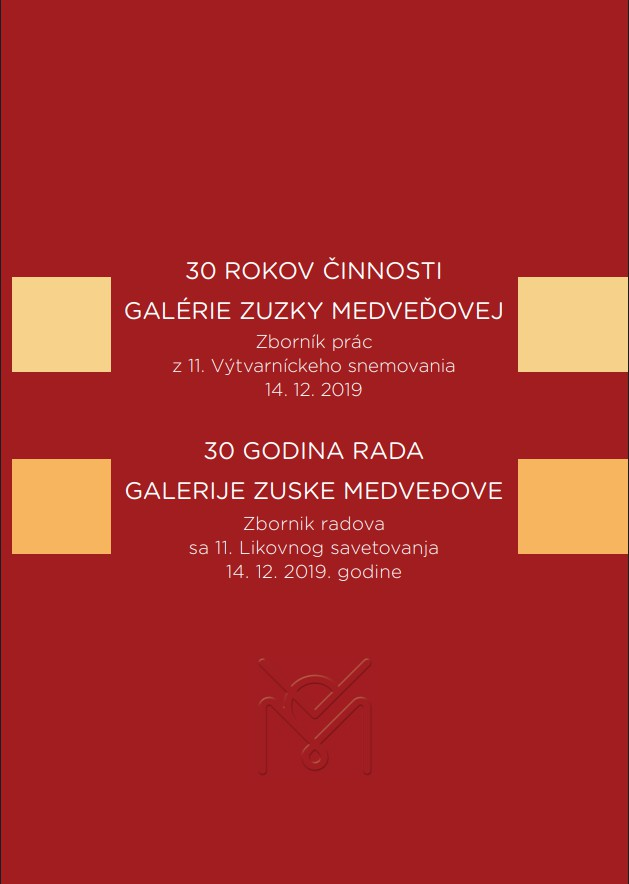 30 ROKOV ČINNOSTI
GALÉRIE ZUZKY MEDVEĎOVEJ
Zborník prác
z 11. Výtvarníckeho snemovania
14. 12. 2019
30 GODINA RADA
GALERIJE ZUSKE MEDVEĐOVE
Zbornik radova
sa 11. Likovnog savetovanja
14. 12. 2019. godine